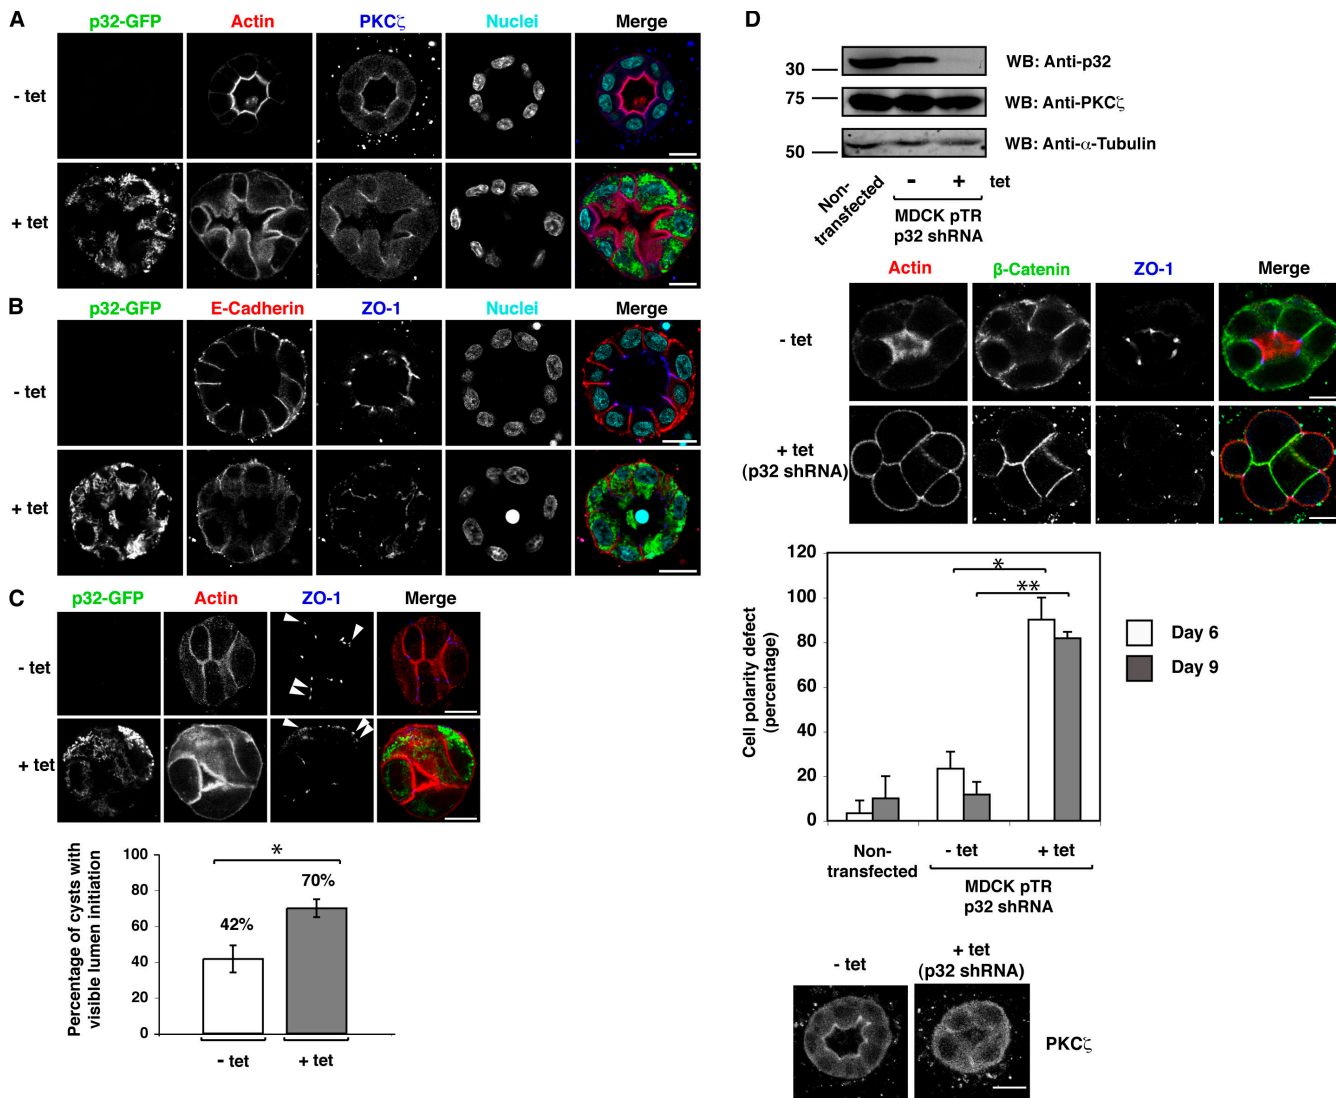 A
p32-GFP Actin PKCζ Nuclei Merge
- tet
+ tet
B
p32-GFP E-Cadherin ZO-1 Nuclei Merge
- tet
+ tet
C
p32-GFP Actin ZO-1 Merge
- tet
+ tet
Percentage of cysts with
visible lumen initiation
100
80
60
40
20
0
*
42%
70%
- tet + tet
D
30
WB: Anti-p32
75
WB: Anti-PKCζ
50
WB: Anti-α-Tubulin
Non-
transfected
- + tet
MDCK pTR
p32 shRNA
Actin β-Catenin ZO-1 Merge
- tet
+ tet
(p32 shRNA)
Cell polarity defect
(percentage)
120
100
80
60
40
20
0
*
**
Day 6
Day 9
Non-
transfected
- tet + tet
MDCK pTR
p32 shRNA
- tet
+ tet
(p32 shRNA)
PKCζ